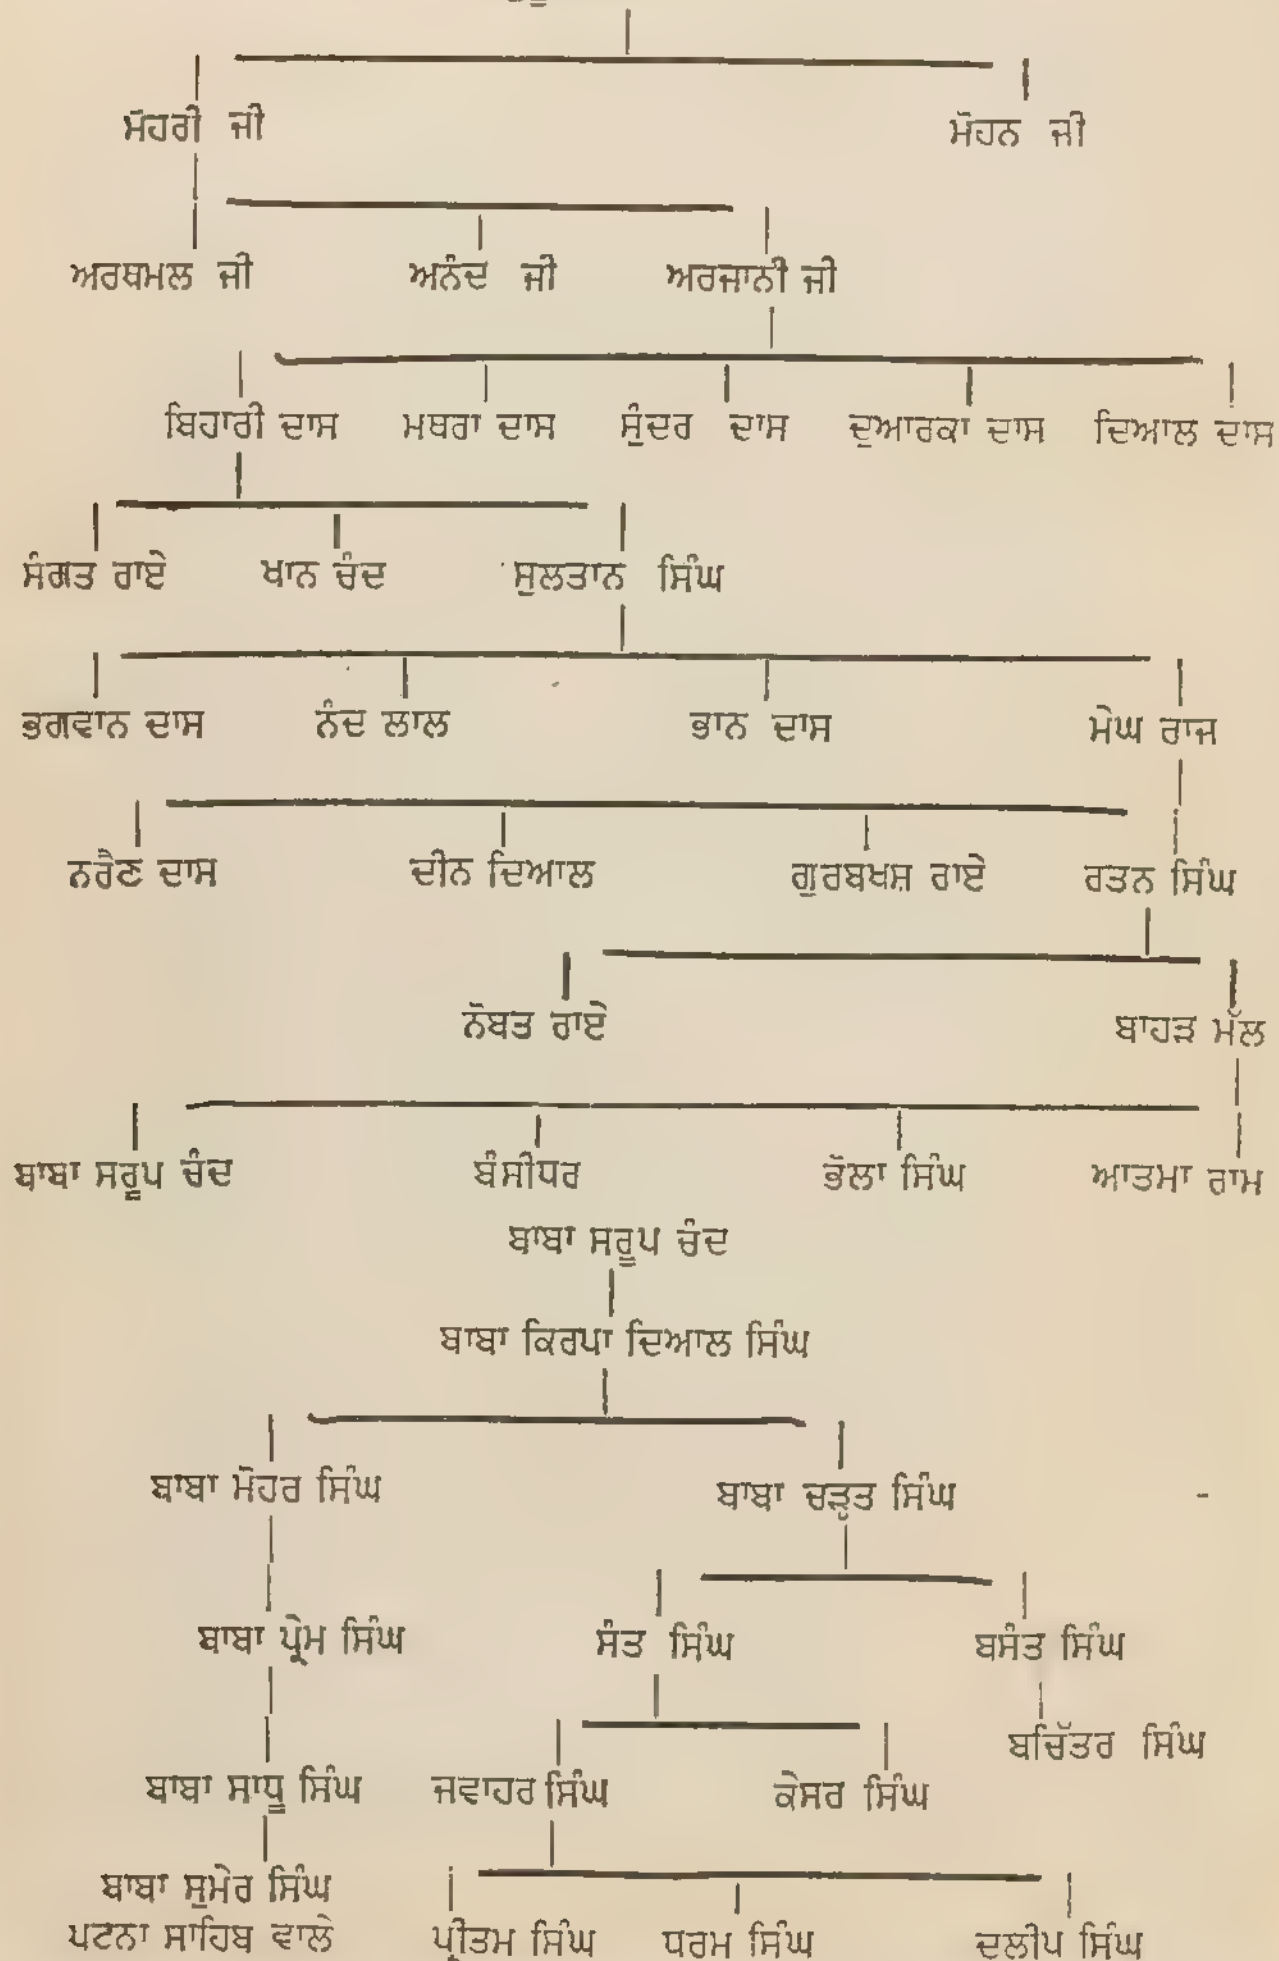 ਮੋਹਰੀ ਜੀ ਮੋਹਨ ਜੀ
ਅਰਥਮਲ ਜੀ ਅਨੰਦ ਜੀ ਅਰਜਾਨੀ ਜੀ
ਬਿਹਾਰੀ ਦਾਸ ਮਥਰਾ ਦਾਸ ਸੁੰਦਰ ਦਾਸ ਦੁਆਰਕਾ ਦਾਸ ਦਿਆਲ ਦਾਸ
ਸੰਗਤ ਰਾਏ ਖਾਨ ਚੰਦ ਸੁਲਤਾਨ ਸਿੰਘ
ਭਗਵਾਨ ਦਾਸ ਨੰਦ ਲਾਲ ਭਾਨ ਦਾਸ ਮੇਘ ਰਾਜ
ਨਰੈਣ ਦਾਸ ਦੀਨ ਦਿਆਲ ਗੁਰਬਖਸ਼ ਰਾਏ ਰਤਨ ਸਿੰਘ
ਨੌਬਤ ਰਾਏ ਬਾਹੜ ਮੱਲ
ਬਾਬਾ ਸਰੂਪ ਚੰਦ ਬੰਸੀਧਰ ਭੋਲਾ ਸਿੰਘ ਆਤਮਾ ਰਾਮ
ਬਾਬਾ ਸਰੂਪ ਚੰਦ
ਬਾਬਾ ਕਿਰਪਾ ਦਿਆਲ ਸਿੰਘ
ਬਾਬਾ ਮੋਹਰ ਸਿੰਘ ਬਾਬਾ ਚੜ੍ਹਤ ਸਿੰਘ
ਬਾਬਾ ਪ੍ਰੇਮ ਸਿੰਘ ਸੰਤ ਸਿੰਘ ਬਸੰਤ ਸਿੰਘ
ਬਚਿੱਤਰ ਸਿੰਘ
ਬਾਬਾ ਸਾਧੂ ਸਿੰਘ ਜਵਾਹਰ ਸਿੰਘ ਕੇਸਰ ਸਿੰਘ
ਬਾਬਾ ਸੁਮੇਰ ਸਿੰਘ
ਪਟਨਾ ਸਾਹਿਬ ਵਾਲੇ ਪ੍ਰੀਤਮ ਸਿੰਘ ਧਰਮ ਸਿੰਘ ਦਲੀਪ ਸਿੰਘ